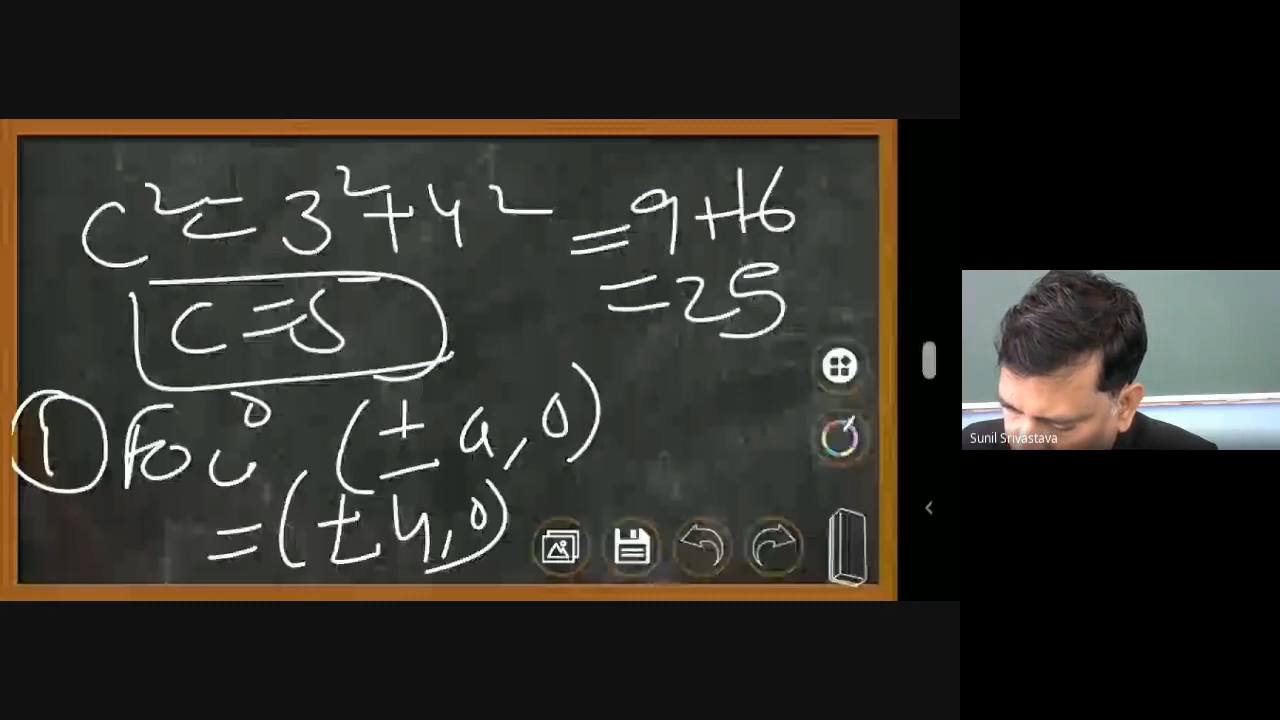 c² = 3² + 4² = 9 + 16
= 25
c = 5
① Foci (± a, 0)
= (± 4, 0)
Sunil Srivastava